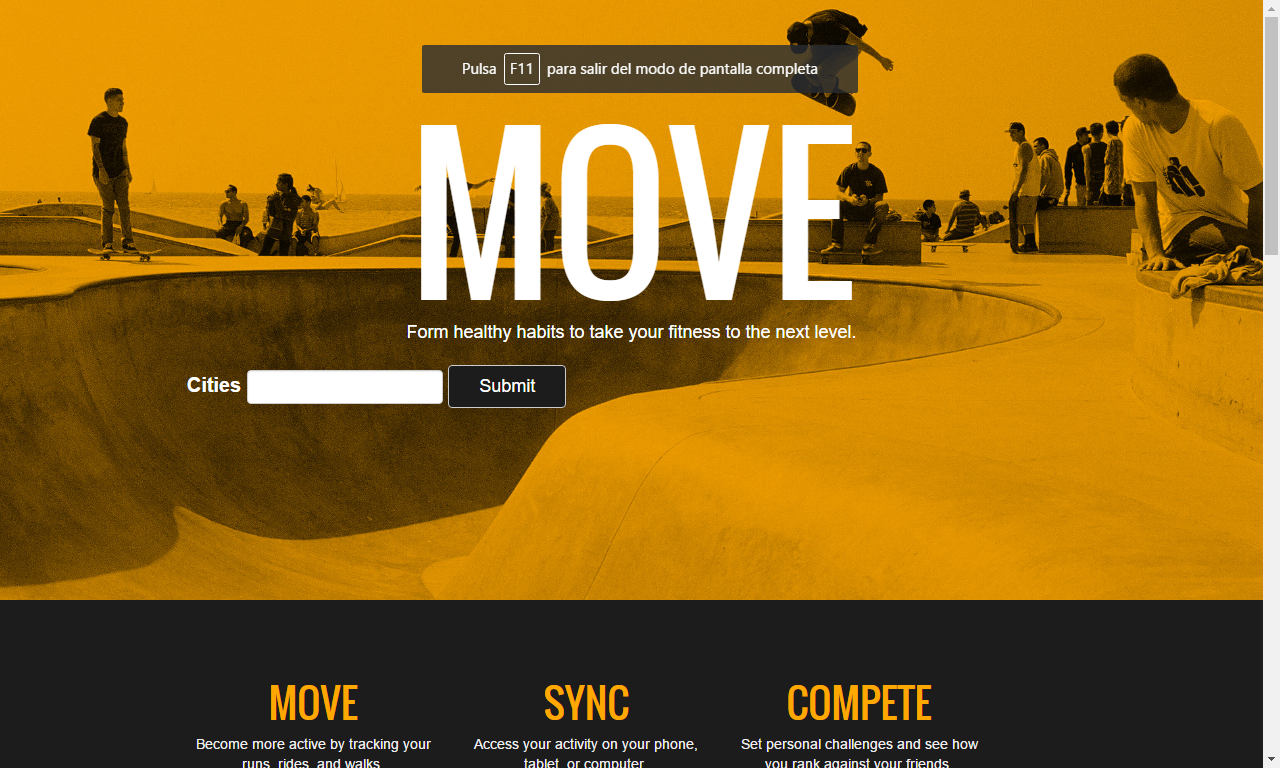 Pulsa F11 para salir del modo de pantalla completa
MOVE
Form healthy habits to take your fitness to the next level.
Cities
Submit
MOVE
Become more active by tracking your
runs, rides, and walks.
SYNC
Access your activity on your phone,
tablet, or computer.
COMPETE
Set personal challenges and see how
you rank against your friends.